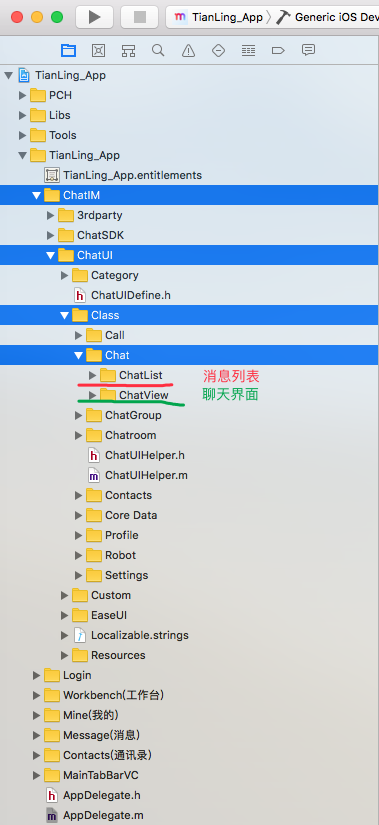 TianLing_App Generic iOS Dev
TianLing_App
PCH
Libs
Tools
TianLing_App
TianLing_App.entitlements
ChatIM
3rdparty
ChatSDK
ChatUI
Category
h ChatUIDefine.h
Class
Call
Chat
ChatList 消息列表
ChatView 聊天界面
ChatGroup
Chatroom
h ChatUIHelper.h
m ChatUIHelper.m
Contacts
Core Data
Profile
Robot
Settings
Custom
EaseUI
Localizable.strings
Resources
Login
Workbench(工作台)
Mine(我的)
Message(消息)
Contacts(通讯录)
MainTabBarVC
h AppDelegate.h
m AppDelegate.m